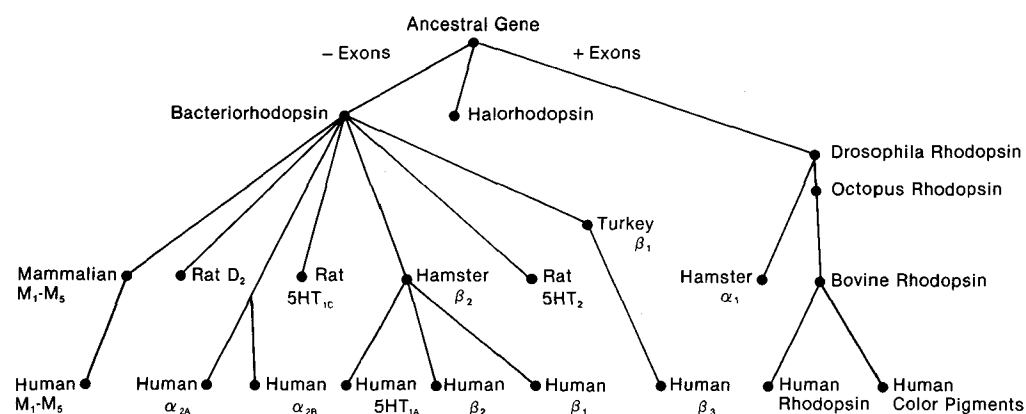 Ancestral Gene
– Exons
+ Exons
Bacteriorhodopsin
Halorhodopsin
Drosophila Rhodopsin
Octopus Rhodopsin
Turkey
β₁
Mammalian
M₁-M₅
Rat D₂
Rat
5HT₁C
Hamster
β₂
Rat
5HT₂
Hamster
α₁
Bovine Rhodopsin
Human
M₁-M₅
Human
α₂A
Human
α₂B
Human
5HT₁A
Human
β₂
Human
β₁
Human
β₃
Human
Rhodopsin
Human
Color Pigments